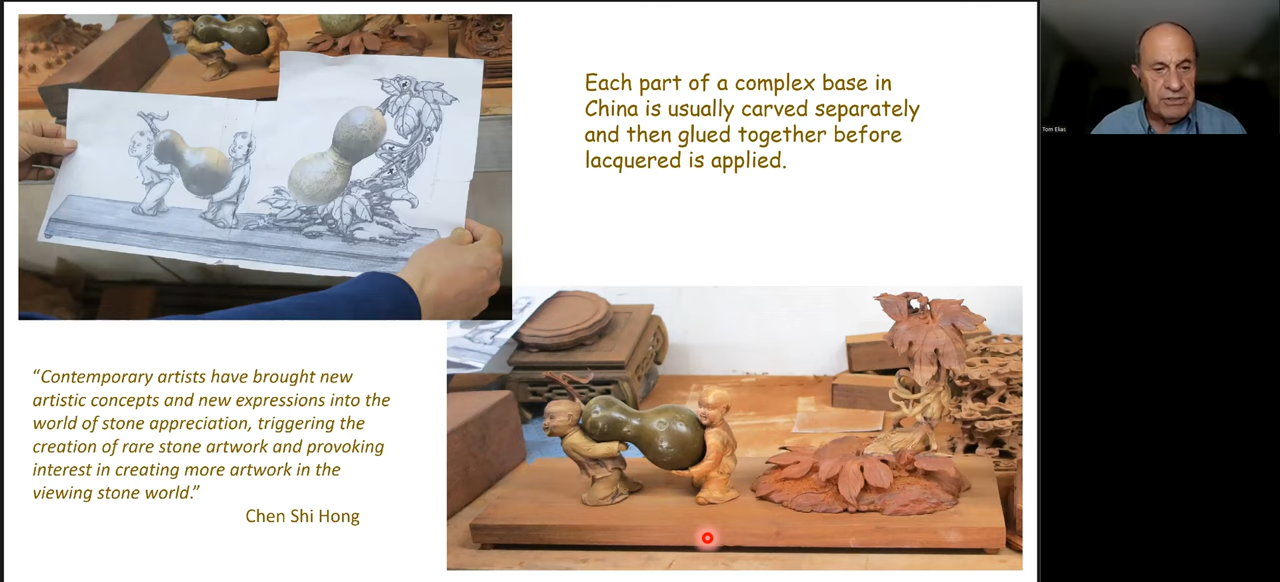 Each part of a complex base in
China is usually carved separately
and then glued together before
lacquered is applied.
Tom Elias
“Contemporary artists have brought new
artistic concepts and new expressions into the
world of stone appreciation, triggering the
creation of rare stone artwork and provoking
interest in creating more artwork in the
viewing stone world.”
Chen Shi Hong